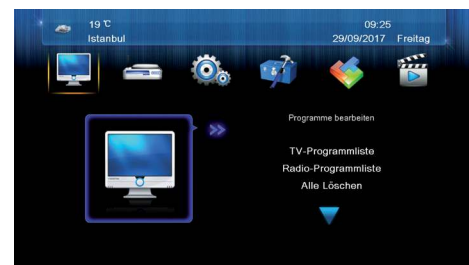 19 °C
09:25
Istanbul
29/09/2017 Freitag
Programme bearbeiten
TV-Programmliste
Radio-Programmliste
Alle Löschen